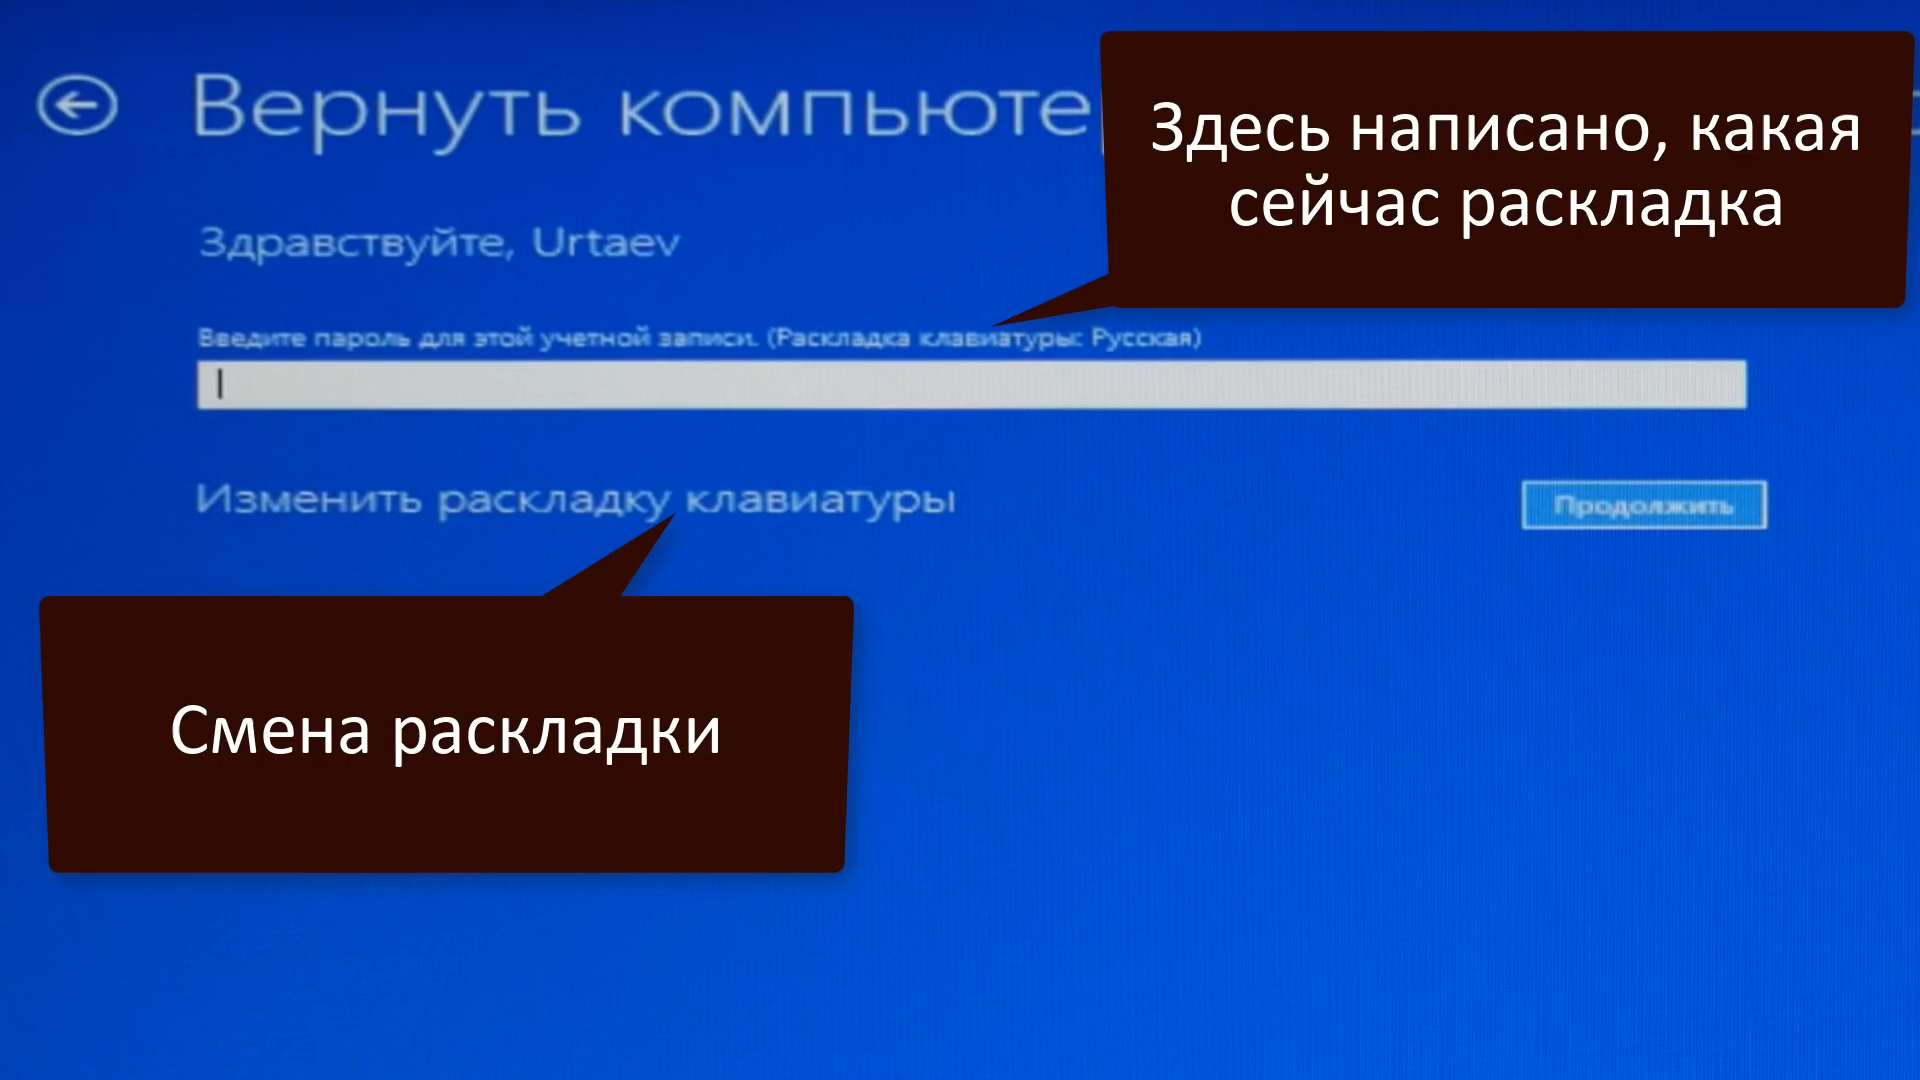 Вернуть компьюте
Здесь написано, какая
сейчас раскладка
Здравствуйте, Urtaev
Введите пароль для этой учетной записи. (Раскладка клавиатуры: Русская)
Изменить раскладку клавиатуры
Продолжить
Смена раскладки